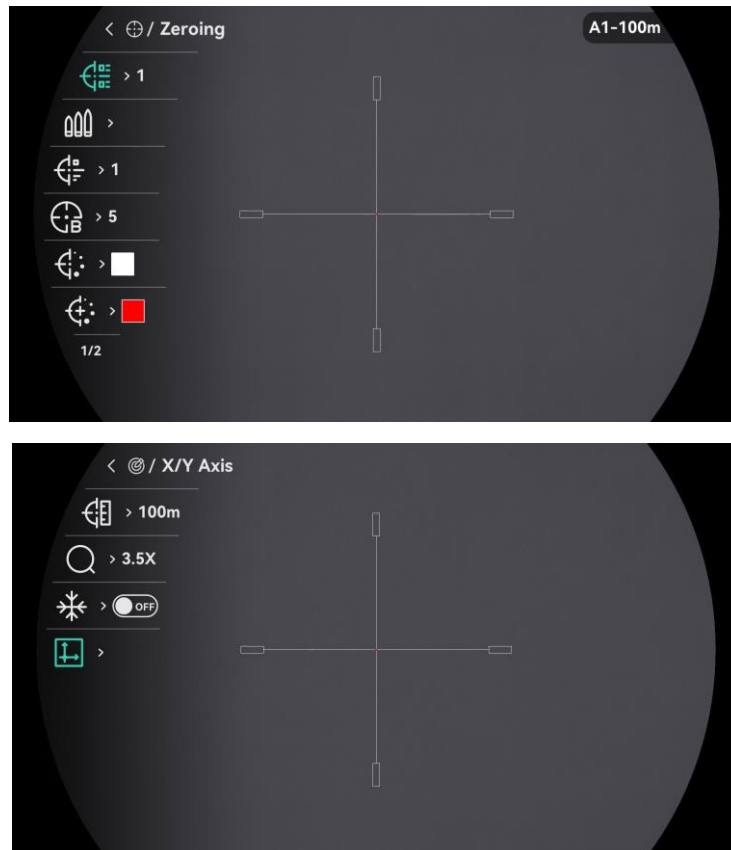 < / Zeroing
A1-100m
> 1
>
> 1
B > 5
>
>
1/2
< / X/Y Axis
> 100m
> 3.5X
> OFF
>